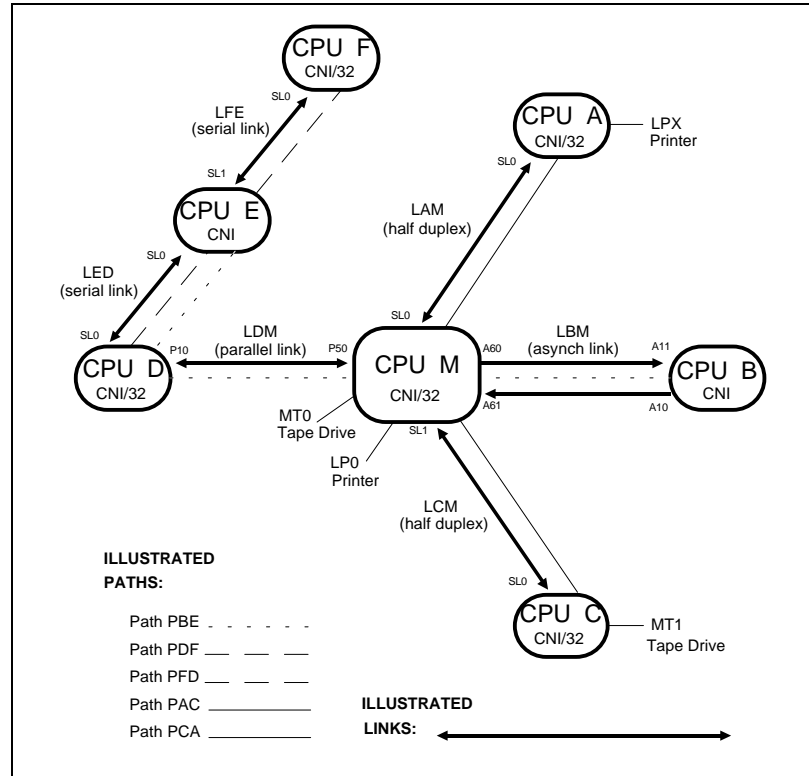 CPU F
CNI/32
SL0
LFE
(serial link)
SL1
CPU E
CNI
SL0
LED
(serial link)
SL0
CPU D
CNI/32
P10
LDM
(parallel link)
P50
CPU A
CNI/32
LPX
Printer
SL0
LAM
(half duplex)
SL0
CPU M
CNI/32
MT0
Tape Drive
LP0
Printer
SL1
A60
LBM
(asynch link)
A11
A61
A10
CPU B
CNI
LCM
(half duplex)
SL0
CPU C
CNI/32
MT1
Tape Drive
ILLUSTRATED
PATHS:
Path PBE
Path PDF
Path PFD
Path PAC
Path PCA
ILLUSTRATED
LINKS: